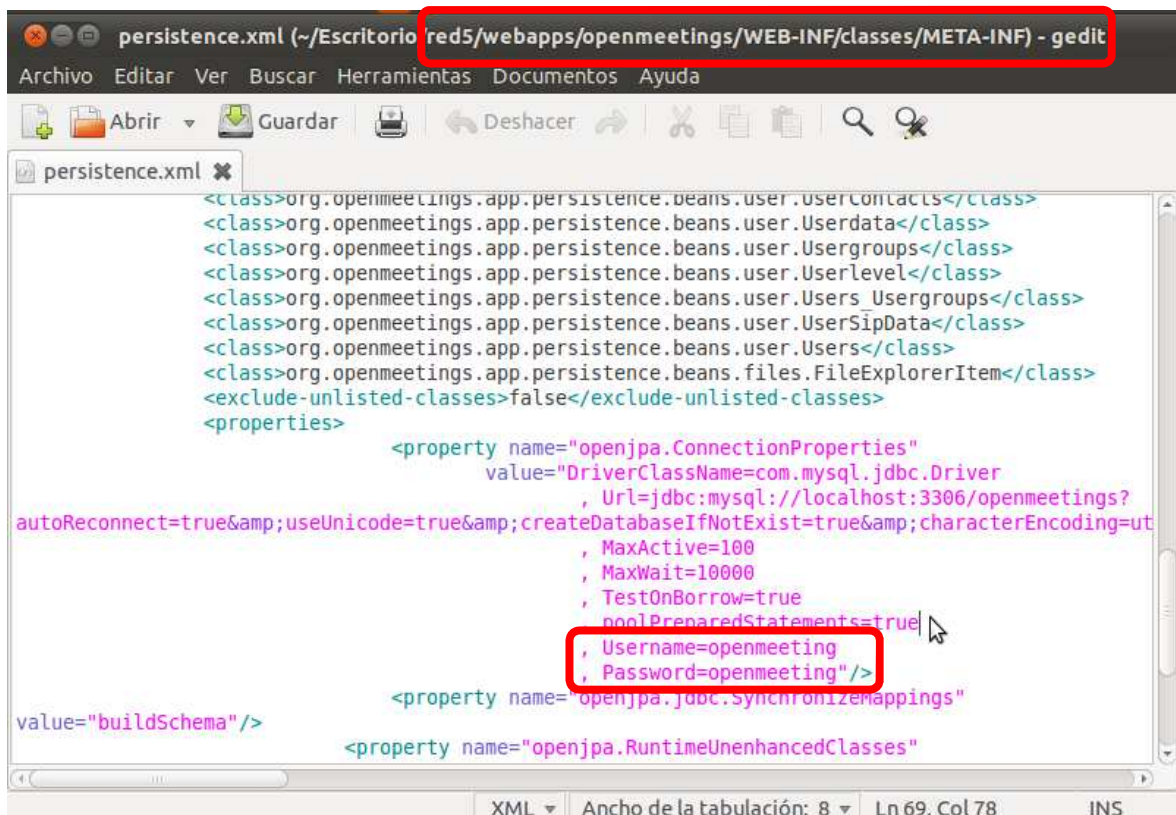 persistence.xml (~/Escritorio/red5/webapps/openmeetings/WEB-INF/classes/META-INF) - gedit
Archivo Editar Ver Buscar Herramientas Documentos Ayuda
Abrir Guardar Deshacer
persistence.xml
<class>org.openmeetings.app.persistence.beans.user.UserContacts</class>
<class>org.openmeetings.app.persistence.beans.user.Userdata</class>
<class>org.openmeetings.app.persistence.beans.user.Usergroups</class>
<class>org.openmeetings.app.persistence.beans.user.Userlevel</class>
<class>org.openmeetings.app.persistence.beans.user.Users_Usergroups</class>
<class>org.openmeetings.app.persistence.beans.user.UserSipData</class>
<class>org.openmeetings.app.persistence.beans.user.Users</class>
<class>org.openmeetings.app.persistence.beans.files.FileExplorerItem</class>
<exclude-unlisted-classes>false</exclude-unlisted-classes>
<properties>
<property name="openjpa.ConnectionProperties"
value="DriverClassName=com.mysql.jdbc.Driver
, Url=jdbc:mysql://localhost:3306/openmeetings?
autoReconnect=true&amp;useUnicode=true&amp;createDatabaseIfNotExist=true&amp;characterEncoding=ut
, MaxActive=100
, MaxWait=10000
, TestOnBorrow=true
, poolPreparedStatements=true
, Username=openmeeting
, Password=openmeeting"/>
<property name="openjpa.jdbc.SynchronizeMappings"
value="buildSchema"/>
<property name="openjpa.RuntimeUnenhancedClasses"
XML Ancho de la tabulación: 8 Ln 69, Col 78 INS